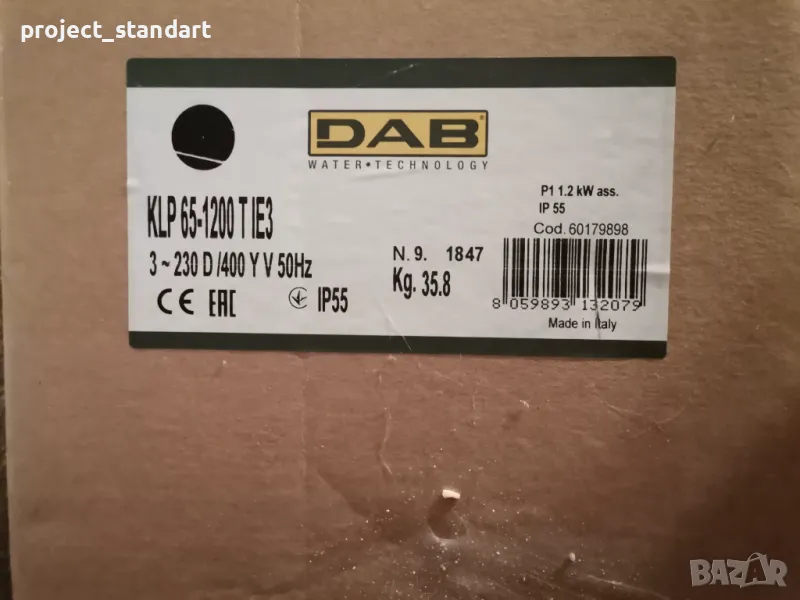 project_standart
DAB
WATER•TECHNOLOGY
KLP 65-1200 T IE3
3 ~ 230 D /400 Y V 50Hz
CE EAC IP55
N. 9. 1847
Kg. 35.8
P1 1.2 kW ass.
IP 55
Cod. 60179898
8 059893 132079
Made in Italy
BAZAR